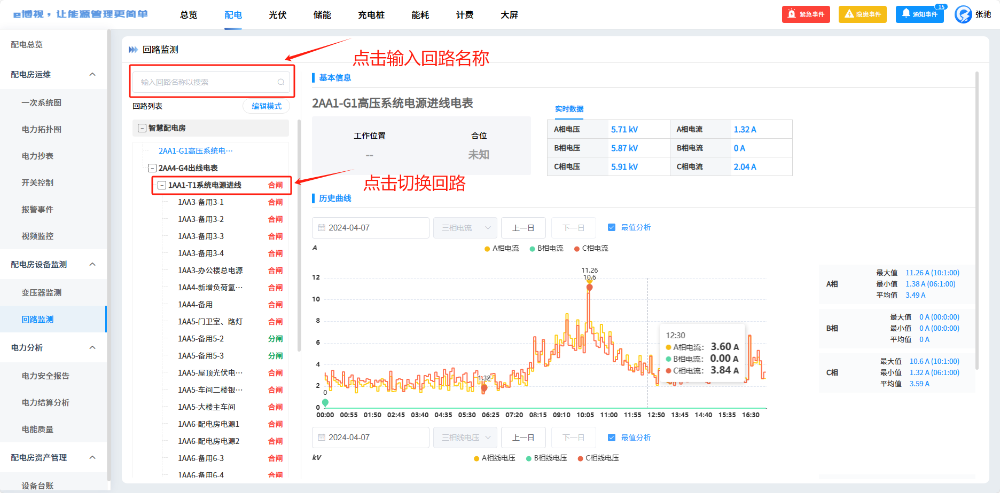 e博视，让能源管理更简单
总览
配电
光伏
储能
充电桩
能耗
计费
大屏
紧急事件
隐患事件
通知事件
15
张驰
配电总览
配电房运维
一次系统图
电力拓扑图
电力抄表
开关控制
报警事件
视频监控
配电房设备监测
变压器监测
回路监测
电力分析
电力安全报告
电力结算分析
电能质量
配电房资产管理
设备台账
回路监测
点击输入回路名称
输入回路名称以搜索
回路列表
编辑模式
智慧配电房
2AA1-G1高压系统电···
2AA4-G4出线电表
1AA1-T1系统电源进线 合闸
点击切换回路
1AA3-备用3-1 合闸
1AA3-备用3-2 合闸
1AA3-备用3-3 合闸
1AA3-备用3-4 合闸
1AA3-办公楼总电源 合闸
1AA4-新增负荷氢··· 合闸
1AA4-备用 合闸
1AA5-门卫室、路灯 合闸
1AA5-备用5-2 分闸
1AA5-备用5-3 分闸
1AA5-屋顶光伏电··· 合闸
1AA5-车间二楼银··· 合闸
1AA5-大楼主车间 合闸
1AA6-配电房电源1 合闸
1AA6-配电房电源2 合闸
1AA6-备用6-3 合闸
1AA6-备用6-4 合闸
基本信息
2AA1-G1高压系统电源进线电表
工作位置 合位
-- 未知
实时数据
A相电压 5.71 kV A相电流 1.32 A
B相电压 5.87 kV B相电流 0 A
C相电压 5.91 kV C相电流 2.04 A
历史曲线
2024-04-07 三相电流 上一日 下一日 最值分析
A
A相电流 B相电流 C相电流
11.26
10.6
12
10
8
6
4
2
0
1.32
0
12:30
A相电流： 3.60 A
B相电流： 0.00 A
C相电流： 3.84 A
00:00 00:55 01:50 02:45 03:40 04:35 05:30 06:25 07:20 08:15 09:10 10:05 11:00 11:55 12:50 13:45 14:40 15:35 16:30
A相
最大值 11.26 A (10:1:00)
最小值 1.38 A (06:1:00)
平均值 3.49 A
B相
最大值 0 A (00:0:00)
最小值 0 A (00:0:00)
平均值 0 A
C相
最大值 10.6 A (10:1:00)
最小值 1.32 A (06:1:00)
平均值 3.59 A
2024-04-07 三相线电压 上一日 下一日 最值分析
kV
A相线电压 B相线电压 C相线电压